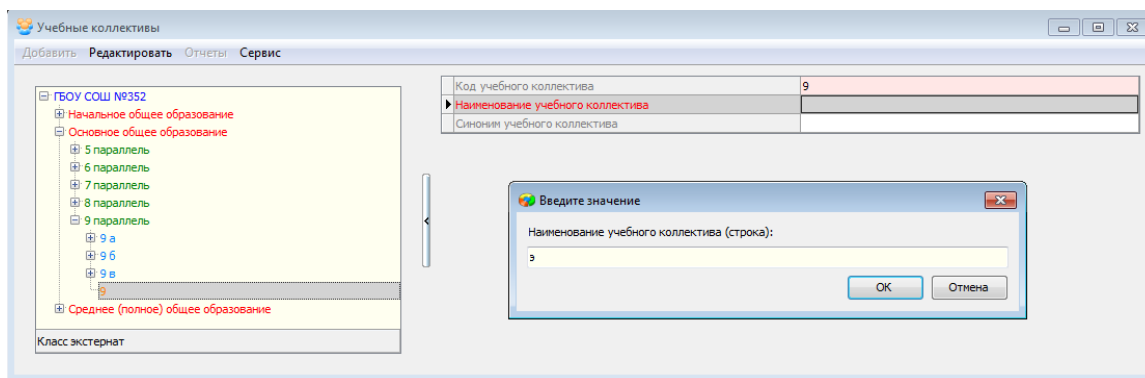 Учебные коллективы
Добавить Редактировать Отчеты Сервис
ГБОУ СОШ №352
Начальное общее образование
Основное общее образование
5 параллель
6 параллель
7 параллель
8 параллель
9 параллель
9 а
9 б
9 в
9
Среднее (полное) общее образование
Класс экстернат
Код учебного коллектива 9
Наименование учебного коллектива
Синоним учебного коллектива
Введите значение
Наименование учебного коллектива (строка):
э
ОК Отмена